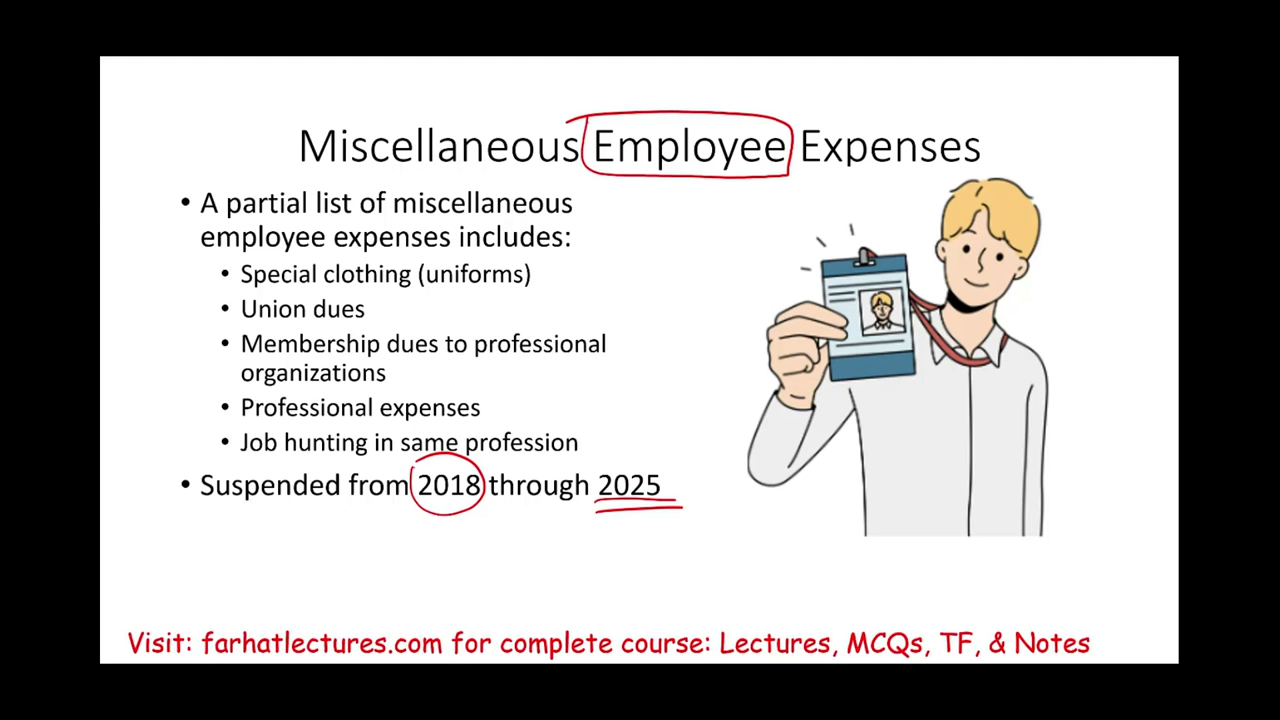 Miscellaneous Employee Expenses
• A partial list of miscellaneous
employee expenses includes:
• Special clothing (uniforms)
• Union dues
• Membership dues to professional
organizations
• Professional expenses
• Job hunting in same profession
• Suspended from 2018 through 2025
Visit: farhatlectures.com for complete course: Lectures, MCQs, TF, & Notes